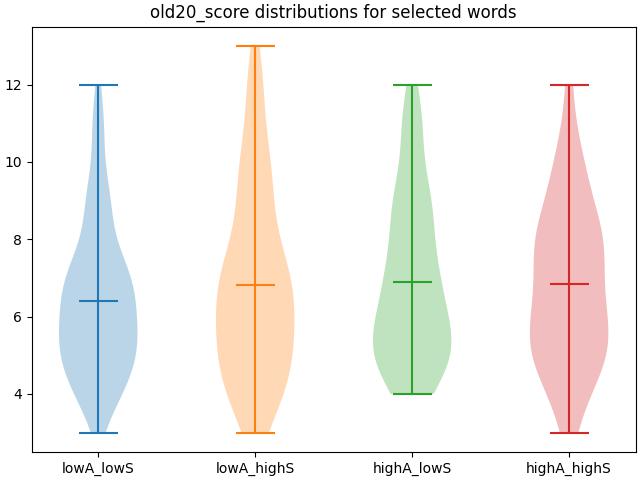 old20_score distributions for selected words
12
10
8
6
4
lowA_lowS
lowA_highS
highA_lowS
highA_highS